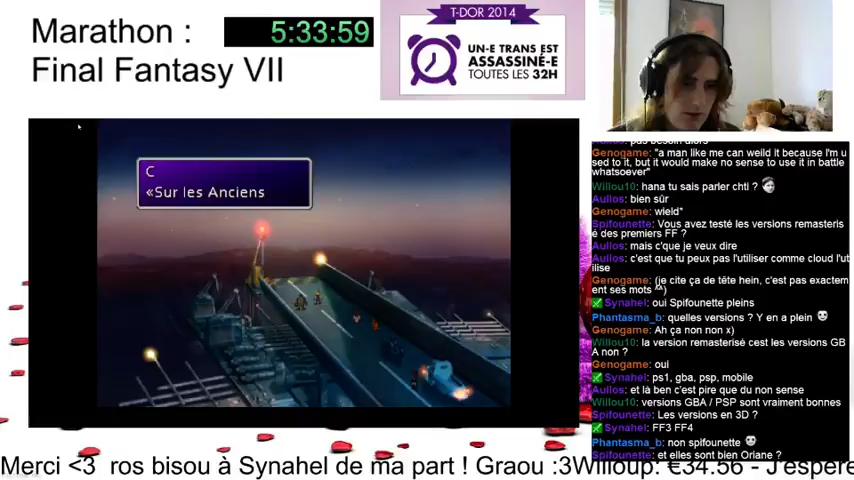 Marathon :
Final Fantasy VII
5:33:59
T-DOR 2014
UN-E TRANS EST
ASSASSINÉ-E
TOUTES LES 32H
C
«Sur les Anciens
pas besoin alors
Genogame: "a man like me can weild it because I'm u
sed to it, but it would make no sense to use it in battle
whatsoever"
Willou10: hana tu sais parler chti ?
Aulios: bien sûr
Genogame: wield*
Spifounette: Vous avez testé les versions remasteris
é des premiers FF ?
Aulios: mais c'que je veux dire
Aulios: c'est que tu peux pas l'utiliser comme cloud l'ut
ilise
Genogame: (je cite ça de tête hein, c'est pas exactem
ent ses mots ^^)
Synahel: oui Spifounette pleins
Phantasma_b: quelles versions ? Y en a plein
Genogame: Ah ça non non x)
Willou10: la version remasterisé cest les versions GB
A non ?
Genogame: oui
Synahel: ps1, gba, psp, mobile
Aulios: et là ben c'est pire que du non sense
Willou10: versions GBA / PSP sont vraiment bonnes
Spifounette: Les versions en 3D ?
Synahel: FF3 FF4
Phantasma_b: non spifounette
Spifounette: et elles sont bien Oriane ?
Merci <3 ros bisou à Synahel de ma part ! Graou :3Willoup: €34.56 - J'espère